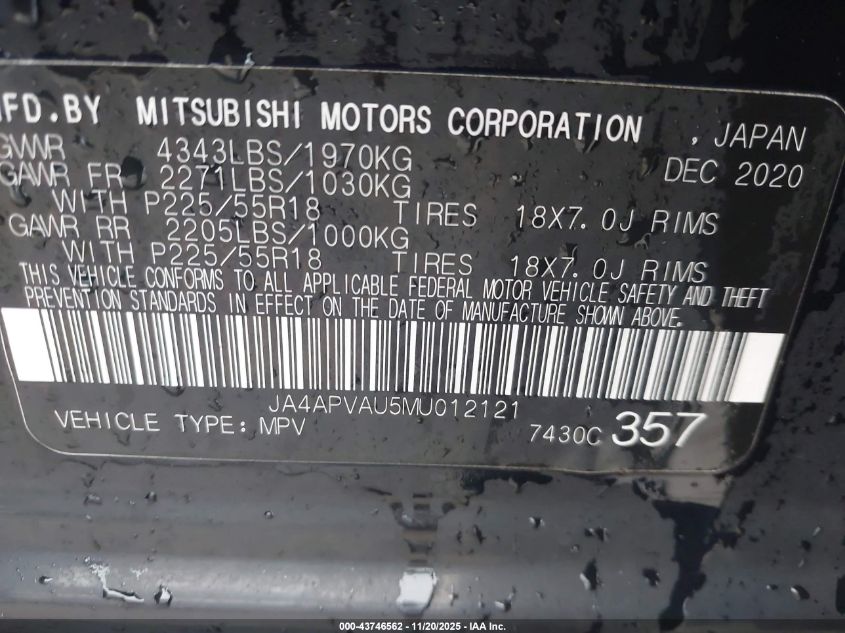 MFD.BY MITSUBISHI MOTORS CORPORATION , JAPAN
GVWR 4343LBS/1970KG DEC 2020
GAWR FR 2271LBS/1030KG
WITH P225/55R18 TIRES 18X7.0J RIMS
GAWR RR 2205LBS/1000KG
WITH P225/55R18 TIRES 18X7.0J RIMS
THIS VEHICLE CONFORMS TO ALL APPLICABLE FEDERAL MOTOR VEHICLE SAFETY AND THEFT
PREVENTION STANDARDS IN EFFECT ON THE DATE OF MANUFACTURE SHOWN ABOVE.
JA4APVAU5MU012121
VEHICLE TYPE: MPV 7430C 357
000-43746562 - 11/20/2025 - IAA Inc.